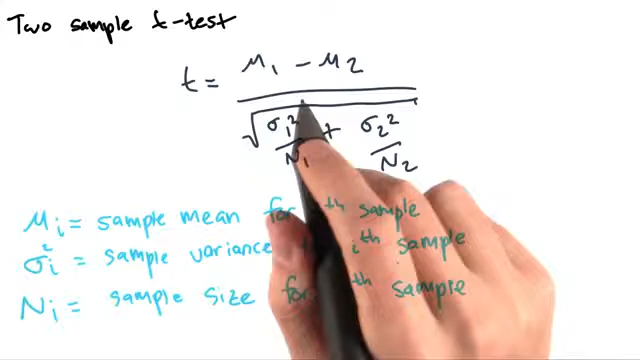 Two sample t-test
t = μ1 - μ2
√ σ1² + σ2²
N1 N2
μi = sample mean for th sample
σi² = sample variance ith sample
Ni = sample size for th sample